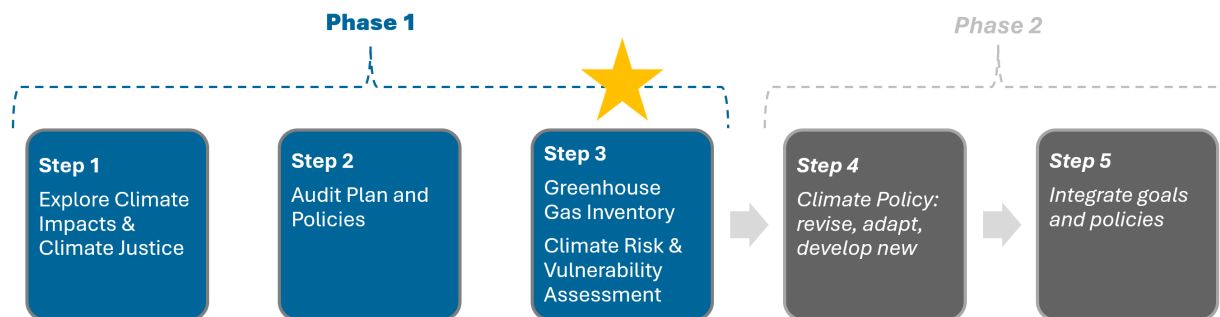 Phase 1
Phase 2
Step 1
Explore Climate
Impacts &
Climate Justice
Step 2
Audit Plan and
Policies
Step 3
Greenhouse
Gas Inventory
Climate Risk &
Vulnerability
Assessment
Step 4
Climate Policy:
revise, adapt,
develop new
Step 5
Integrate goals
and policies